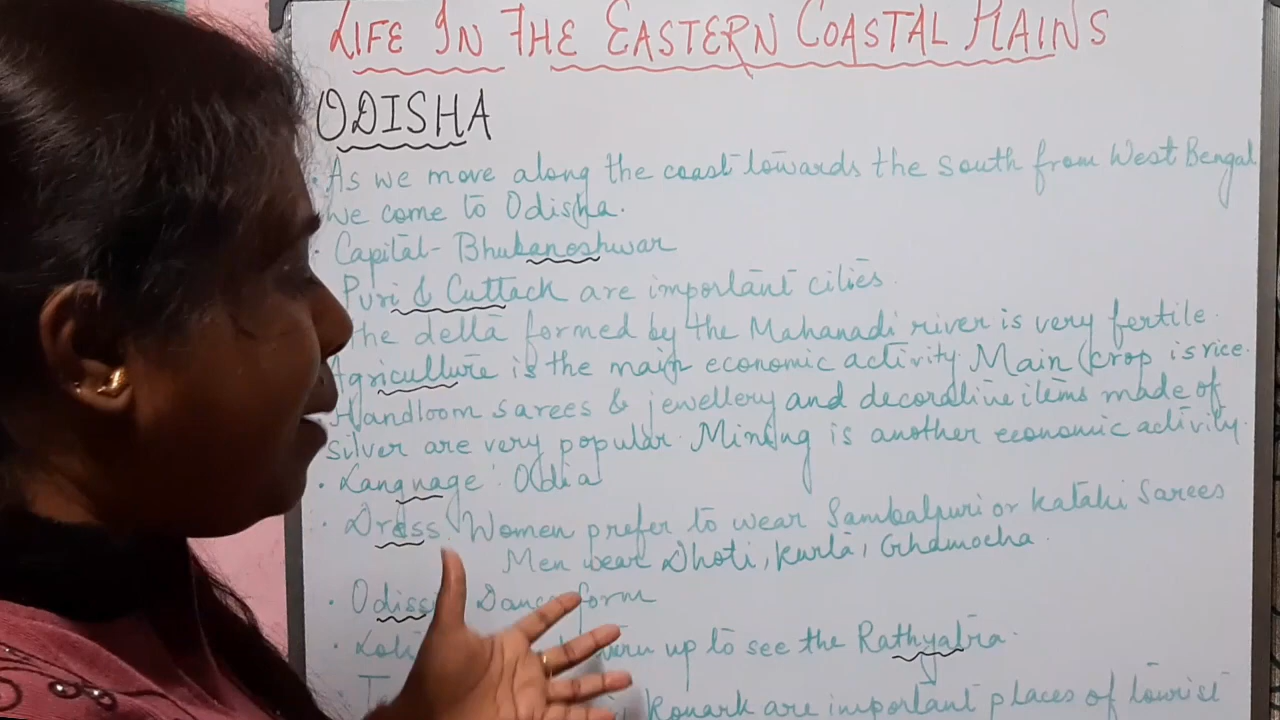 LIFE IN THE EASTERN COASTAL PLAINS
ODISHA
· As we move along the coast towards the south from West Bengal
we come to Odisha.
· Capital- Bhubaneshwar
Puri & Cuttack are important cities.
the delta formed by the Mahanadi river is very fertile.
Agriculture is the main economic activity. Main crop is rice.
Handloom sarees & jewellery and decorative items made of
silver are very popular. Mining is another economic activity.
· Language: Odia
· Dress: Women prefer to wear Sambalpuri or Kataki Sarees
Men wear Dhoti, kurta, Ghamocha.
· Odissi Dance form
· up to see the Rathyatra.
· Konark are important places of tourist